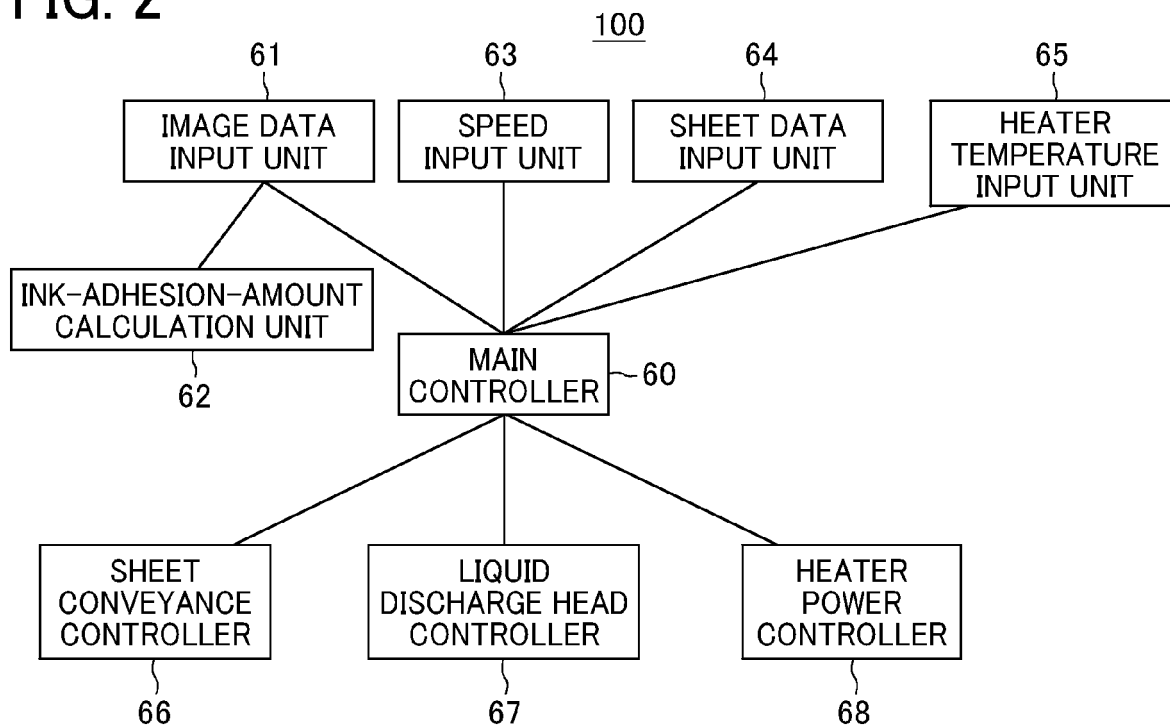 FIG. 2
100
61
63
64
65
IMAGE DATA
INPUT UNIT
SPEED
INPUT UNIT
SHEET DATA
INPUT UNIT
HEATER
TEMPERATURE
INPUT UNIT
INK-ADHESION-AMOUNT
CALCULATION UNIT
62
MAIN
CONTROLLER
60
SHEET
CONVEYANCE
CONTROLLER
LIQUID
DISCHARGE HEAD
CONTROLLER
HEATER
POWER
CONTROLLER
66
67
68